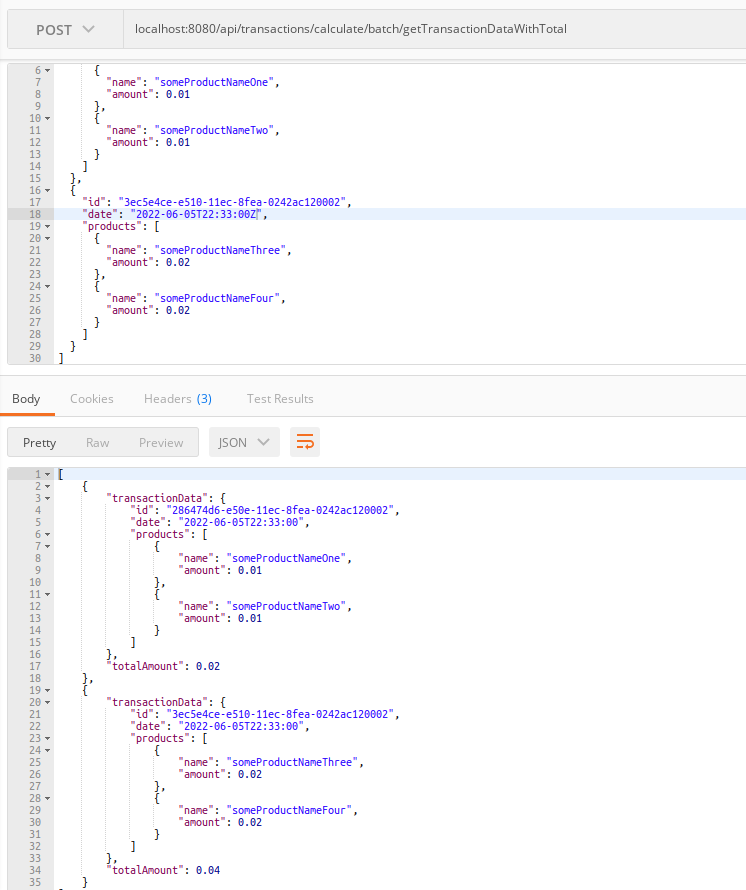 POST localhost:8080/api/transactions/calculate/batch/getTransactionDataWithTotal
6 {
7 "name": "someProductNameOne",
8 "amount": 0.01
9 },
10 {
11 "name": "someProductNameTwo",
12 "amount": 0.01
13 }
14 ]
15 },
16 {
17 "id": "3ec5e4ce-e510-11ec-8fea-0242ac120002",
18 "date": "2022-06-05T22:33:00Z",
19 "products": [
20 {
21 "name": "someProductNameThree",
22 "amount": 0.02
23 },
24 {
25 "name": "someProductNameFour",
26 "amount": 0.02
27 }
28 ]
29 }
30 ]
Body Cookies Headers (3) Test Results
Pretty Raw Preview JSON
1 [
2 {
3 "transactionData": {
4 "id": "286474d6-e50e-11ec-8fea-0242ac120002",
5 "date": "2022-06-05T22:33:00",
6 "products": [
7 {
8 "name": "someProductNameOne",
9 "amount": 0.01
10 },
11 {
12 "name": "someProductNameTwo",
13 "amount": 0.01
14 }
15 ]
16 },
17 "totalAmount": 0.02
18 },
19 {
20 "transactionData": {
21 "id": "3ec5e4ce-e510-11ec-8fea-0242ac120002",
22 "date": "2022-06-05T22:33:00",
23 "products": [
24 {
25 "name": "someProductNameThree",
26 "amount": 0.02
27 },
28 {
29 "name": "someProductNameFour",
30 "amount": 0.02
31 }
32 ]
33 },
34 "totalAmount": 0.04
35 }